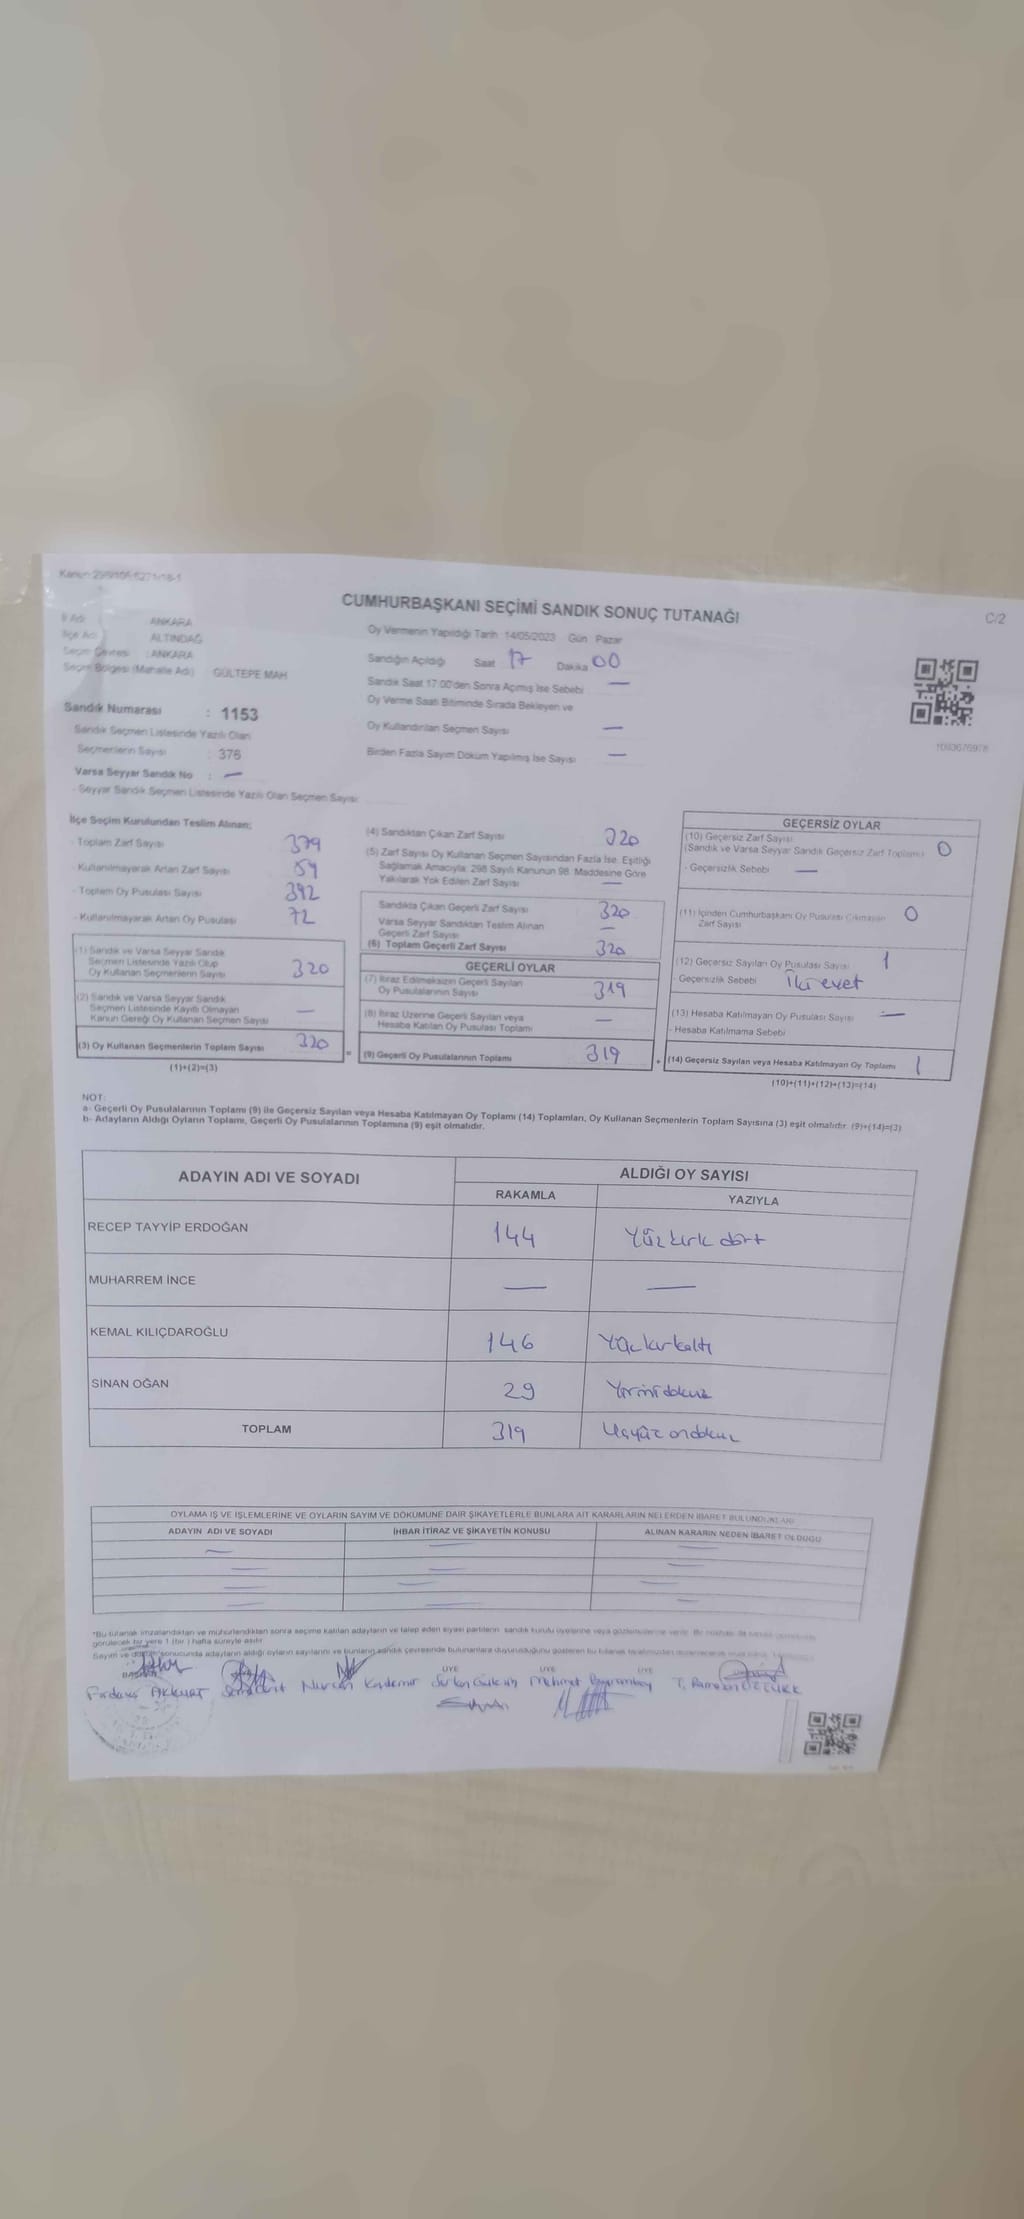 Kanun: 298/105-6271/18-1
CUMHURBAŞKANI SEÇİMİ SANDIK SONUÇ TUTANAĞI
C/2
İl Adı : ANKARA
İlçe Adı : ALTINDAĞ
Seçim Çevresi : ANKARA
Seçim Bölgesi (Mahalle Adı) GÜLTEPE MAH
Sandık Numarası : 1153
Sandık Seçmen Listesinde Yazılı Olan
Seçmenlerin Sayısı : 376
Varsa Seyyar Sandık No : —
- Seyyar Sandık Seçmen Listesinde Yazılı Olan Seçmen Sayısı
Oy Vermenin Yapıldığı Tarih 14/05/2023 Gün Pazar
Sandığın Açıldığı Saat 17 Dakika 00
Sandık Saat 17:00'den Sonra Açılmış İse Sebebi —
Oy Verme Saati Bitiminde Sırada Bekleyen ve
Oy Kullandırılan Seçmen Sayısı —
Birden Fazla Sayım Döküm Yapılmış İse Sayısı —
1093676978
İlçe Seçim Kurulundan Teslim Alınan;
- Toplam Zarf Sayısı 379
- Kullanılmayarak Artan Zarf Sayısı 59
- Toplam Oy Pusulası Sayısı 392
- Kullanılmayarak Artan Oy Pusulası 72
(1) Sandık ve Varsa Seyyar Sandık
Seçmen Listesinde Yazılı Olup
Oy Kullanan Seçmenlerin Sayısı 320
(2) Sandık ve Varsa Seyyar Sandık
Seçmen Listesinde Kayıtlı Olmayan
Kanun Gereği Oy Kullanan Seçmen Sayısı —
(3) Oy Kullanan Seçmenlerin Toplam Sayısı 320
(1)+(2)=(3)
(4) Sandıktan Çıkan Zarf Sayısı 320
(5) Zarf Sayısı Oy Kullanan Seçmen Sayısından Fazla İse, Eşitliği
Sağlamak Amacıyla, 298 Sayılı Kanunun 98. Maddesine Göre
Yakılarak Yok Edilen Zarf Sayısı —
Sandıkta Çıkan Geçerli Zarf Sayısı 320
Varsa Seyyar Sandıktan Teslim Alınan
Geçerli Zarf Sayısı —
(6) Toplam Geçerli Zarf Sayısı 320
GEÇERLİ OYLAR
(7) İtiraz Edilmeksizin Geçerli Sayılan
Oy Pusulalarının Sayısı 319
(8) İtiraz Üzerine Geçerli Sayılan veya
Hesaba Katılan Oy Pusulası Toplamı —
= (9) Geçerli Oy Pusulalarının Toplamı 319
GEÇERSİZ OYLAR
(10) Geçersiz Zarf Sayısı
(Sandık ve Varsa Seyyar Sandık Geçersiz Zarf Toplamı) 0
- Geçersizlik Sebebi —
(11) İçinden Cumhurbaşkanı Oy Pusulası Çıkmayan
Zarf Sayısı 0
(12) Geçersiz Sayılan Oy Pusulası Sayısı 1
Geçersizlik Sebebi İki evet
(13) Hesaba Katılmayan Oy Pusulası Sayısı —
- Hesaba Katılmama Sebebi
+ (14) Geçersiz Sayılan veya Hesaba Katılmayan Oy Toplamı 1
(10)+(11)+(12)+(13)=(14)
NOT:
a- Geçerli Oy Pusulalarının Toplamı (9) ile Geçersiz Sayılan veya Hesaba Katılmayan Oy Toplamı (14) Toplamları, Oy Kullanan Seçmenlerin Toplam Sayısına (3) eşit olmalıdır. (9)+(14)=(3)
b- Adayların Aldığı Oyların Toplamı, Geçerli Oy Pusulalarının Toplamına (9) eşit olmalıdır.
ADAYIN ADI VE SOYADI ALDIĞI OY SAYISI
RAKAMLA YAZIYLA
RECEP TAYYİP ERDOĞAN 144 Yüz kırk dört
MUHARREM İNCE — —
KEMAL KILIÇDAROĞLU 146 Yüz kırk altı
SİNAN OĞAN 29 Yirmi dokuz
TOPLAM 319 Üçyüz ondokuz
OYLAMA İŞ VE İŞLEMLERİNE VE OYLARIN SAYIM VE DÖKÜMÜNE DAİR ŞİKAYETLERLE BUNLARA AİT KARARLARIN NELERDEN İBARET BULUNDUKLARI
ADAYIN ADI VE SOYADI İHBAR İTİRAZ VE ŞİKAYETİN KONUSU ALINAN KARARIN NEDEN İBARET OLDUĞU
*Bu tutanak imzalandıktan ve mühürlendikten sonra seçime katılan adayların ve talep eden siyasi partilerin sandık kurulu üyelerine veya gözlemcilerine verilir. Bir nüshası da
görülecek bir yere 1 (bir) hafta süreyle asılır.
Sayım ve döküm sonucunda adayların aldığı oyların sayılarını ve bunların sandık çevresinde bulunanlara duyurulduğunu gösteren bu tutanak
BAŞKAN ÜYE ÜYE ÜYE
Firdevs AKKURT Nurcan Kandemir Mehmet Bayrambey T. Ramazan ÖZTÜRK